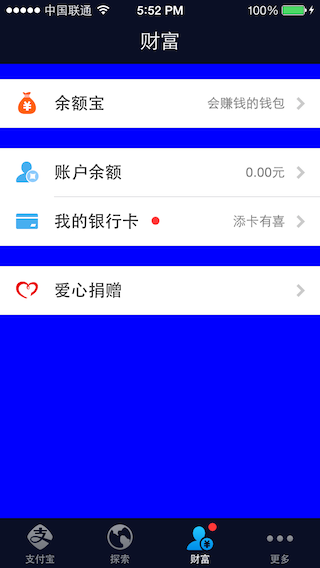 中国联通 5:52 PM 100%
财富
余额宝 会赚钱的钱包
账户余额 0.00元
我的银行卡 添卡有喜
爱心捐赠
支付宝 探索 财富 更多